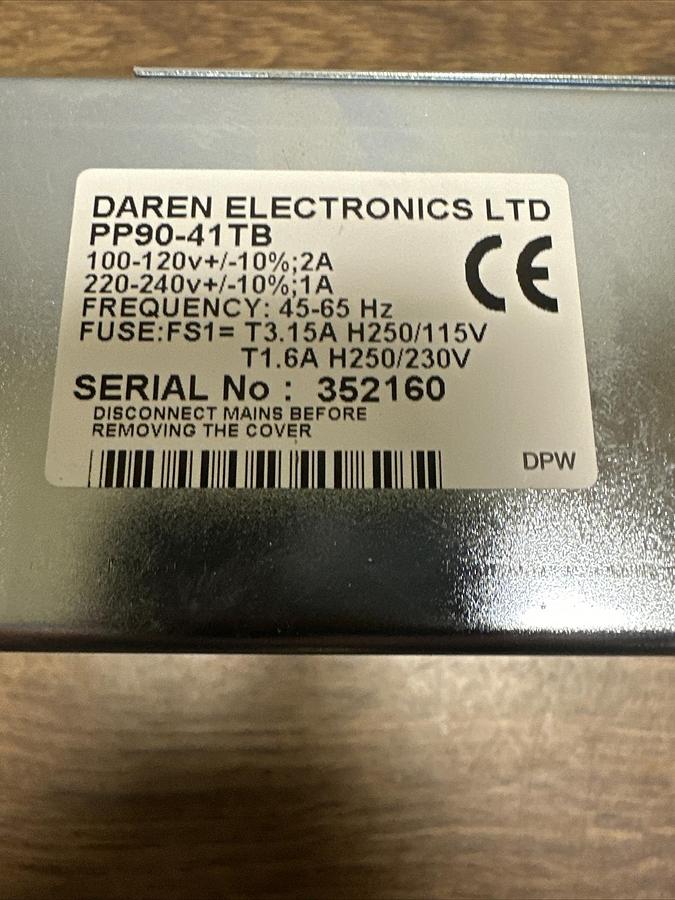 DAREN ELECTRONICS LTD
PP90-41TB
CE
100-120v+/-10%;2A
220-240v+/-10%;1A
FREQUENCY: 45-65 Hz
FUSE:FS1= T3.15A H250/115V
T1.6A H250/230V
SERIAL No : 352160
DISCONNECT MAINS BEFORE
REMOVING THE COVER
DPW